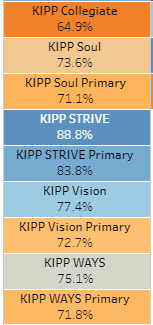 KIPP Collegiate
64.9%
KIPP Soul
73.6%
KIPP Soul Primary
71.1%
KIPP STRIVE
88.8%
KIPP STRIVE Primary
83.8%
KIPP Vision
77.4%
KIPP Vision Primary
72.7%
KIPP WAYS
75.1%
KIPP WAYS Primary
71.8%